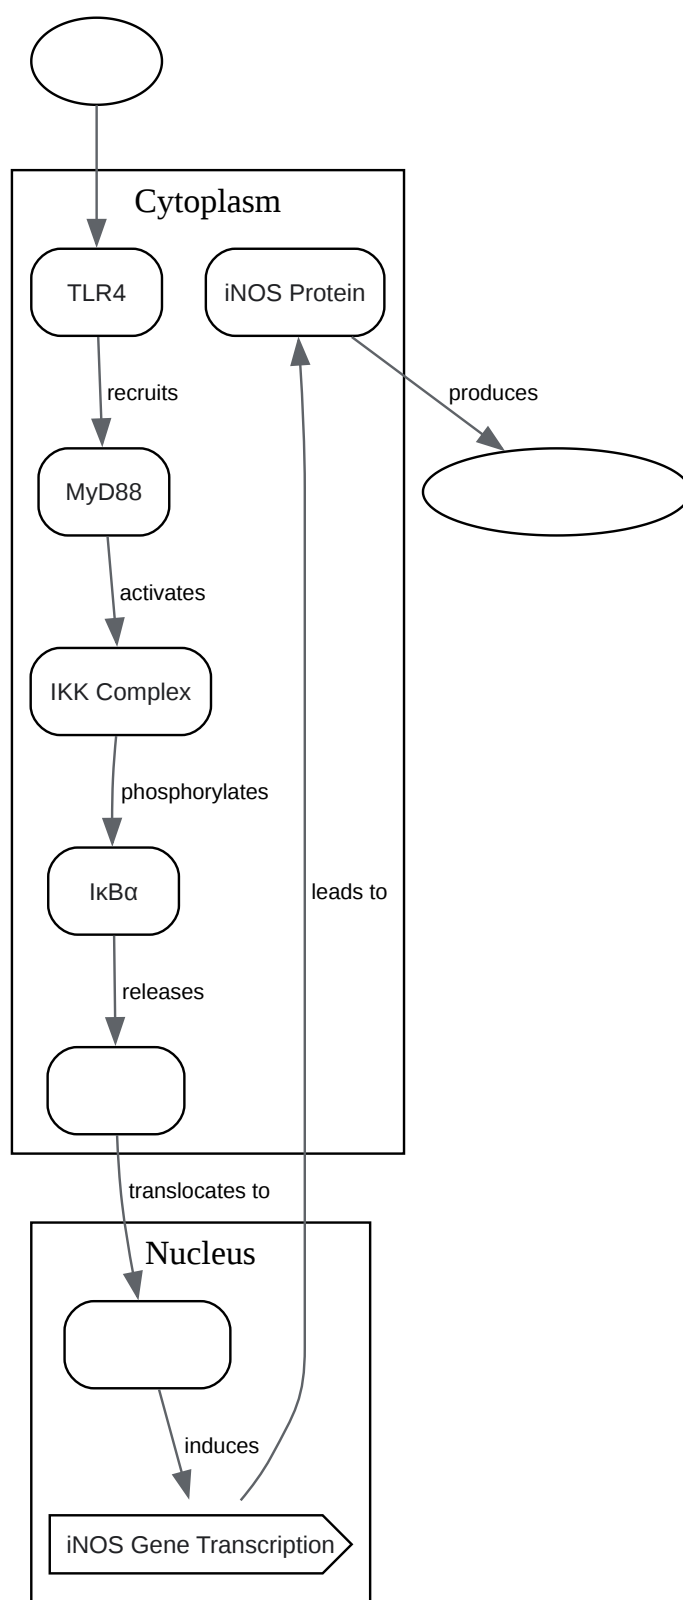 Cytoplasm
TLR4
iNOS Protein
recruits
produces
MyD88
activates
IKK Complex
phosphorylates
IκBα
leads to
releases
translocates to
Nucleus
induces
iNOS Gene Transcription